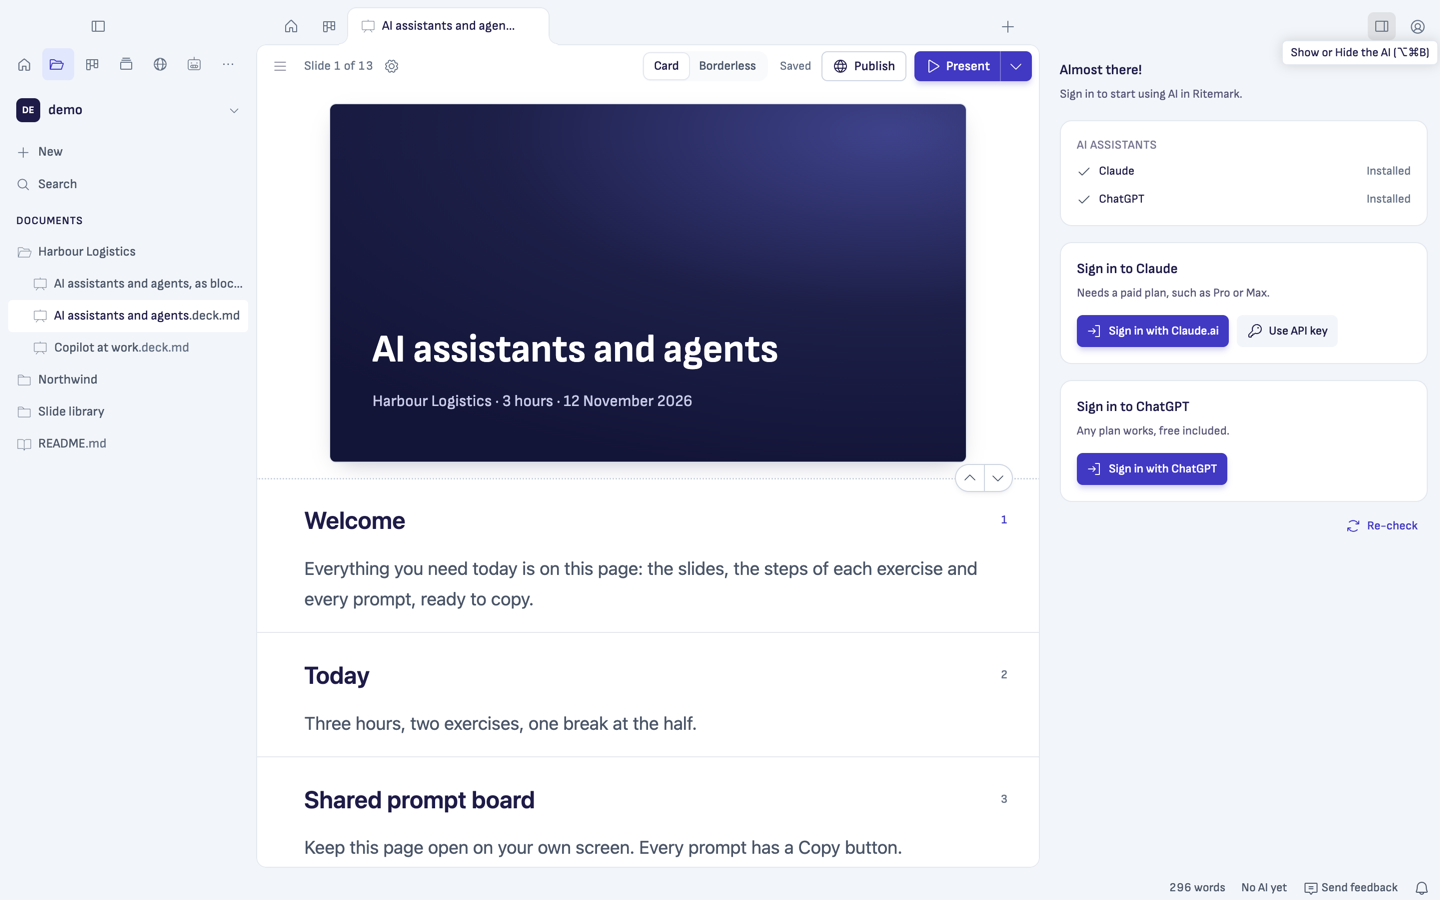 AI assistants and agen...
Show or Hide the AI (⌥⌘B)
DE demo
New
Search
DOCUMENTS
Harbour Logistics
AI assistants and agents, as bloc...
AI assistants and agents.deck.md
Copilot at work.deck.md
Northwind
Slide library
README.md
Slide 1 of 13
Card Borderless Saved Publish Present
AI assistants and agents
Harbour Logistics · 3 hours · 12 November 2026
Welcome 1
Everything you need today is on this page: the slides, the steps of each exercise and
every prompt, ready to copy.
Today 2
Three hours, two exercises, one break at the half.
Shared prompt board 3
Keep this page open on your own screen. Every prompt has a Copy button.
Almost there!
Sign in to start using AI in Ritemark.
AI ASSISTANTS
Claude Installed
ChatGPT Installed
Sign in to Claude
Needs a paid plan, such as Pro or Max.
Sign in with Claude.ai Use API key
Sign in to ChatGPT
Any plan works, free included.
Sign in with ChatGPT
Re-check
296 words No AI yet Send feedback